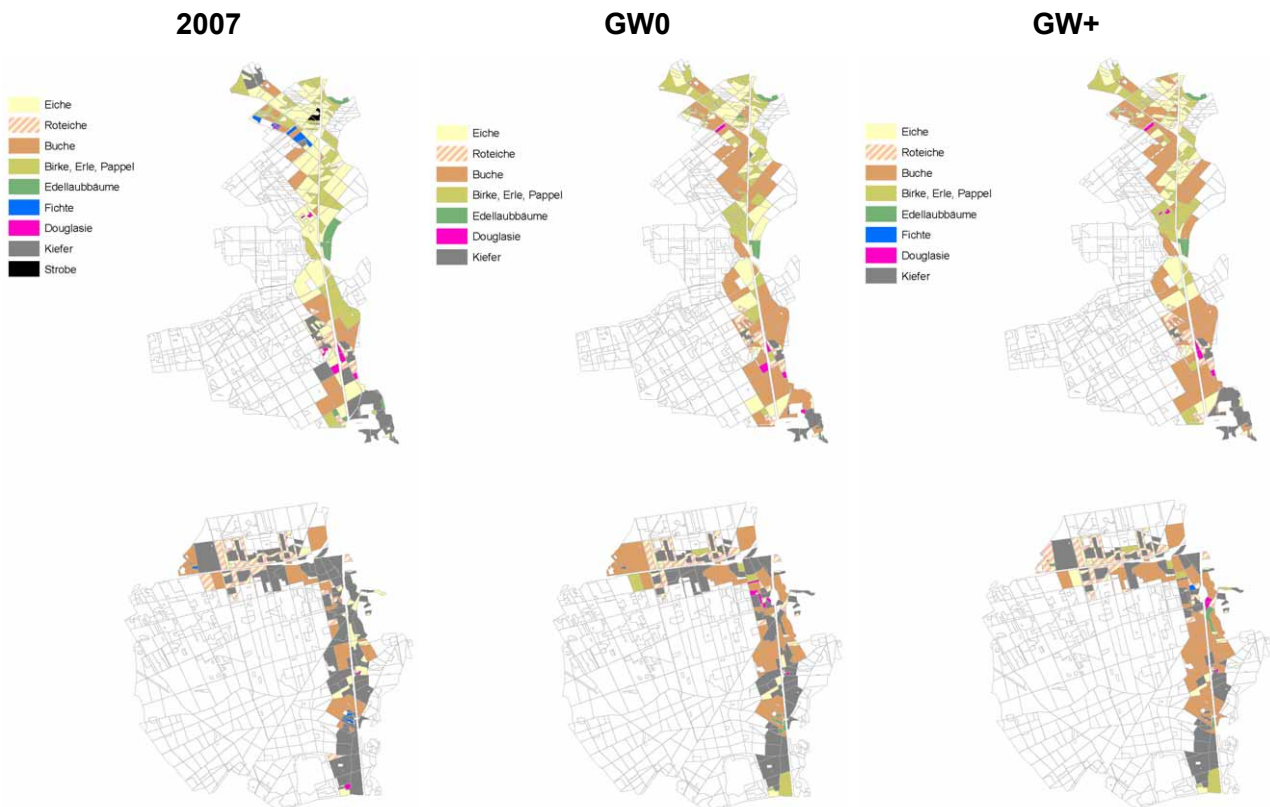 2007
GW0
GW+
Eiche
Roteiche
Buche
Birke, Erle, Pappel
Edellaubbäume
Fichte
Douglasie
Kiefer
Strobe
Eiche
Roteiche
Buche
Birke, Erle, Pappel
Edellaubbäume
Douglasie
Kiefer
Eiche
Roteiche
Buche
Birke, Erle, Pappel
Edellaubbäume
Fichte
Douglasie
Kiefer